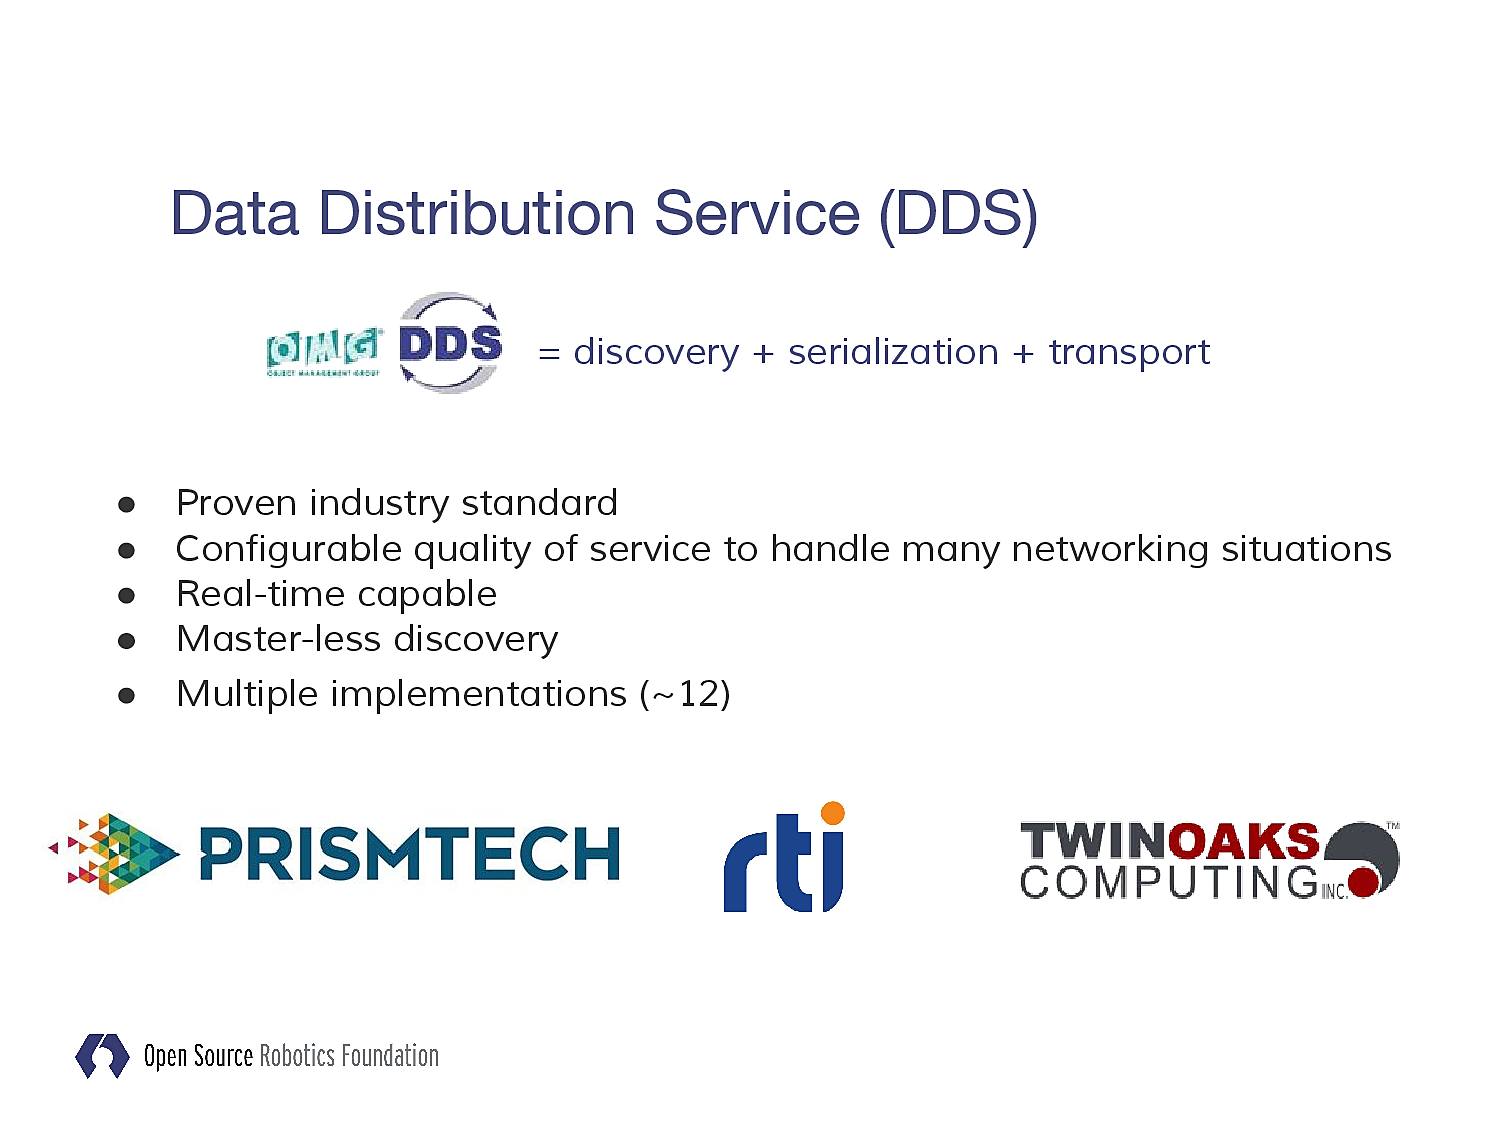 Data Distribution Service (DDS)
OMG® DDS = discovery + serialization + transport
OBJECT MANAGEMENT GROUP
● Proven industry standard
● Configurable quality of service to handle many networking situations
● Real-time capable
● Master-less discovery
● Multiple implementations (~12)
PRISMTECH
rti
TWINOAKS ™
COMPUTING INC.
Open Source Robotics Foundation